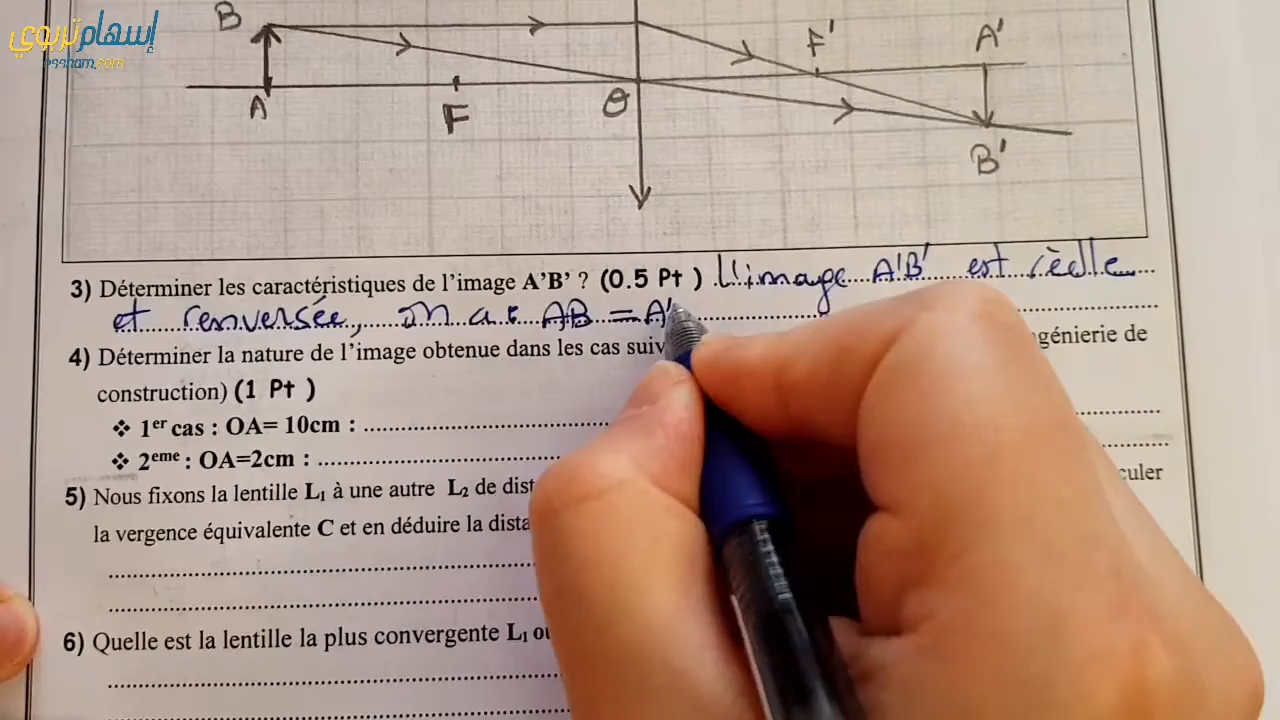 إسهام تربوي
essham.com
B
F'
A'
A
F
O
B'
3) Déterminer les caractéristiques de l'image A'B' ? (0.5 Pt ) L'image A'B' est rèelle
et renversée, on a : AB = A'
4) Déterminer la nature de l'image obtenue dans les cas suiv génierie de
construction) (1 Pt )
❖ 1er cas : OA= 10cm :
❖ 2eme : OA=2cm :
5) Nous fixons la lentille L1 à une autre L2 de dist culer
la vergence équivalente C et en déduire la dista
6) Quelle est la lentille la plus convergente L1 ou